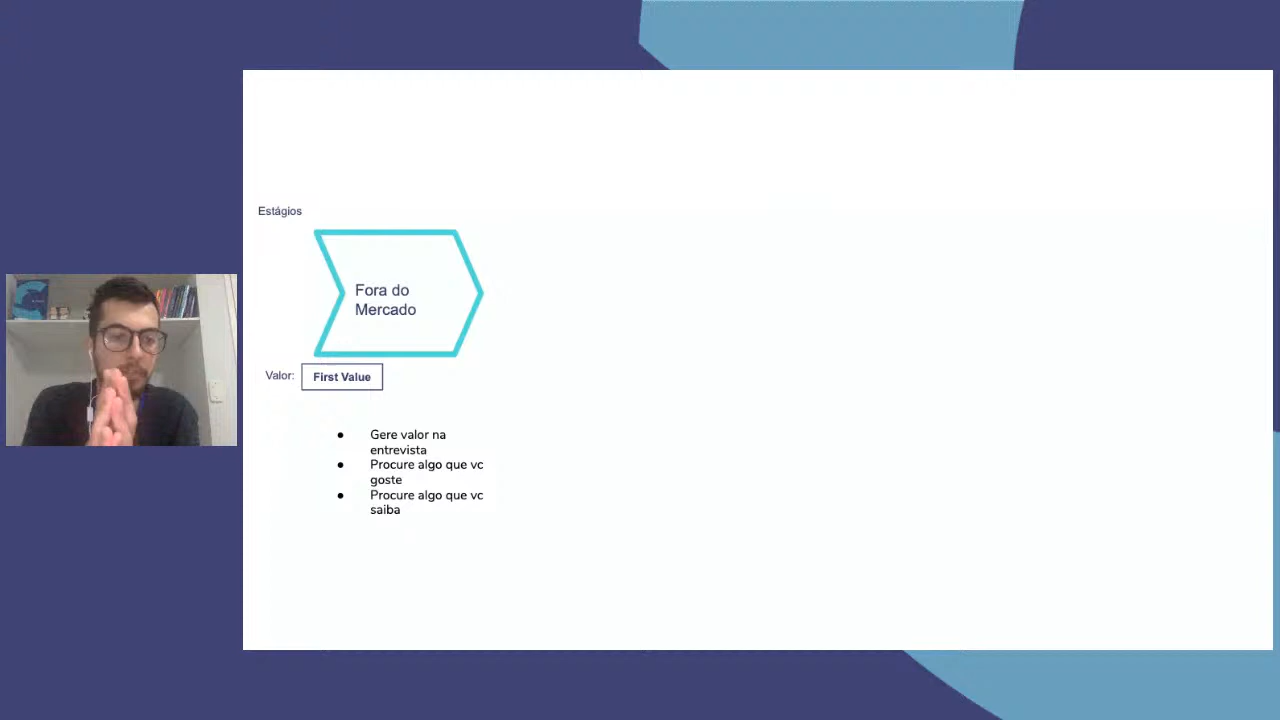 Estágios
Fora do
Mercado
Valor:
First Value
● Gere valor na
entrevista
● Procure algo que vc
goste
● Procure algo que vc
saiba